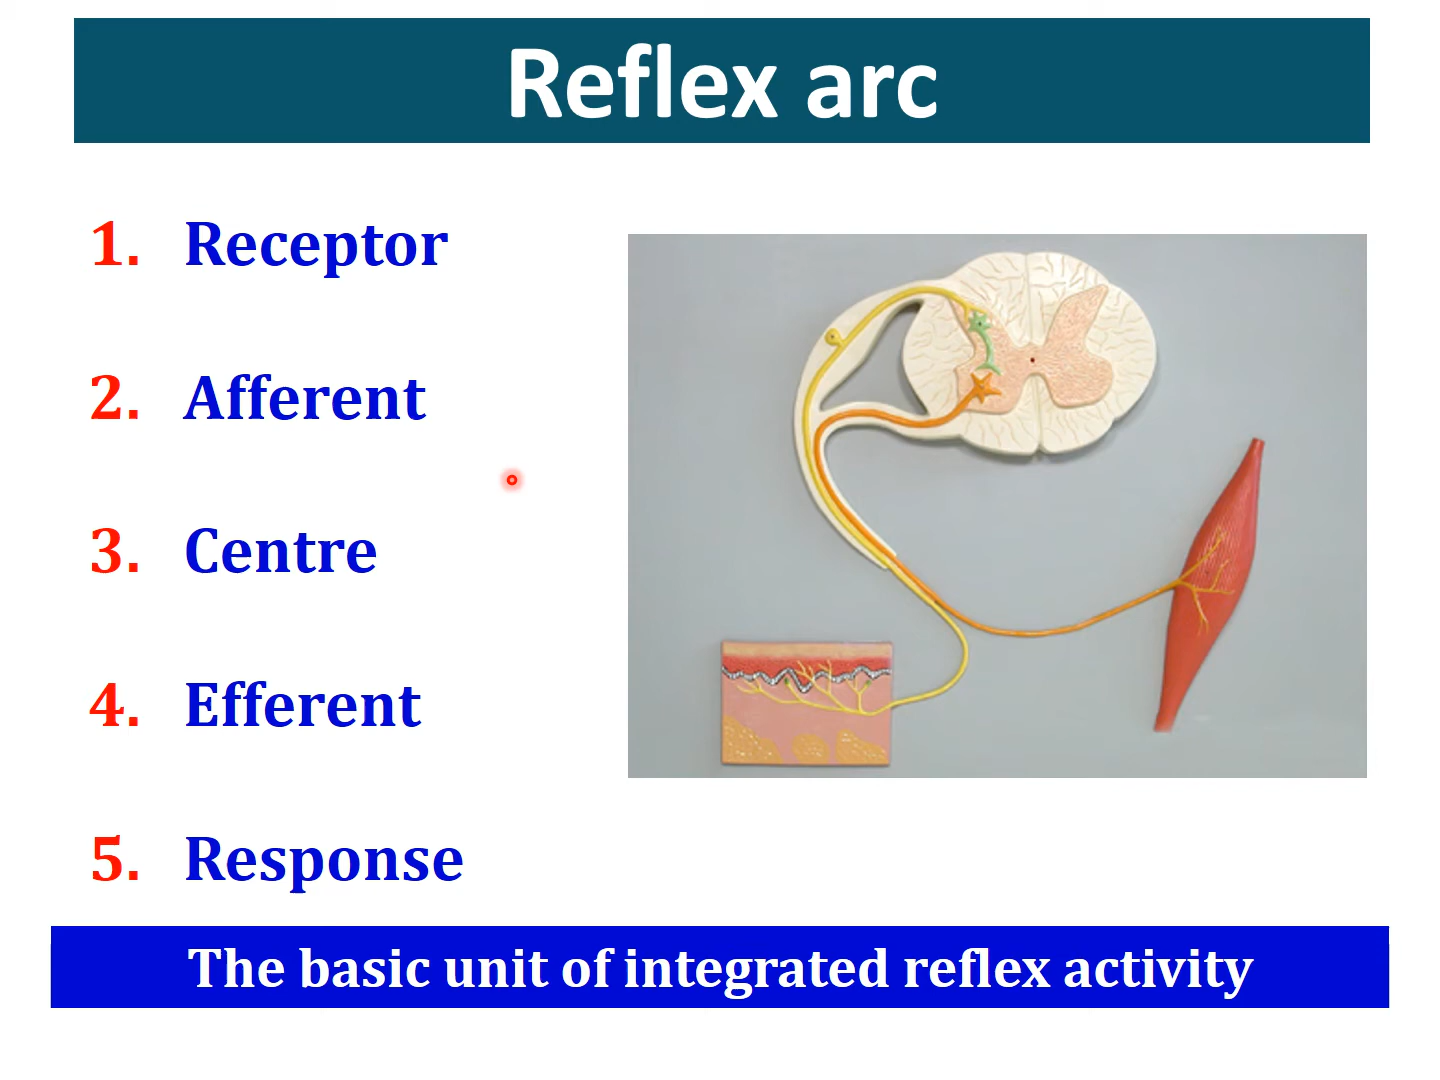 Reflex arc
1. Receptor
2. Afferent
3. Centre
4. Efferent
5. Response
The basic unit of integrated reflex activity